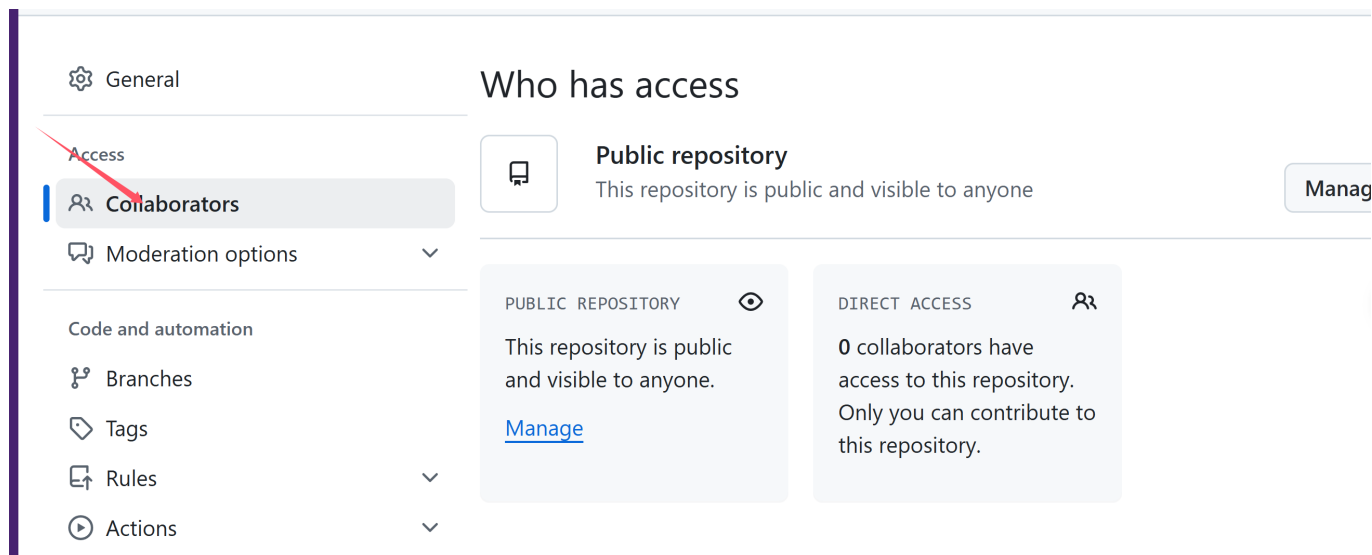 General
Access
Collaborators
Moderation options
Code and automation
Branches
Tags
Rules
Actions
Who has access
Public repository
This repository is public and visible to anyone
Manag
PUBLIC REPOSITORY
This repository is public
and visible to anyone.
Manage
DIRECT ACCESS
0 collaborators have
access to this repository.
Only you can contribute to
this repository.